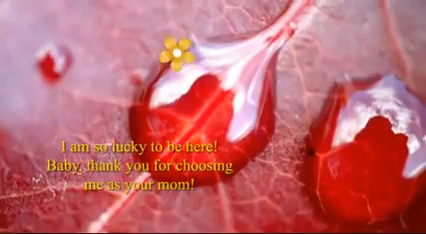 I am so lucky to be here!
Baby, thank you for choosing
me as your mom!